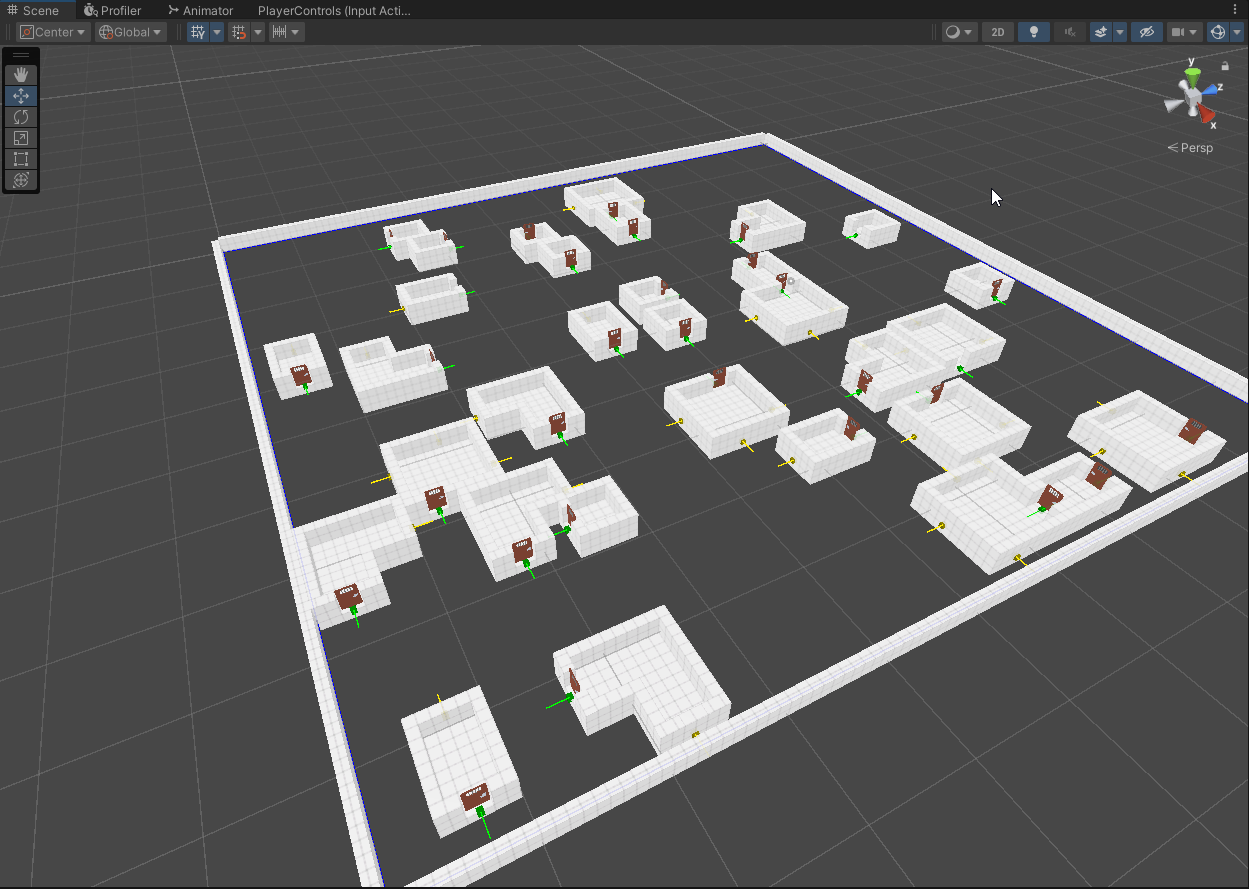 Scene
Profiler
Animator
PlayerControls (Input Acti...
Center
Global
2D
y
z
x
Persp